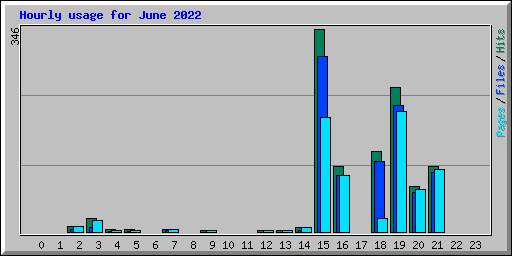 Hourly usage for June 2022
346
Pages/Files/Hits
0 1 2 3 4 5 6 7 8 9 10 11 12 13 14 15 16 17 18 19 20 21 22 23